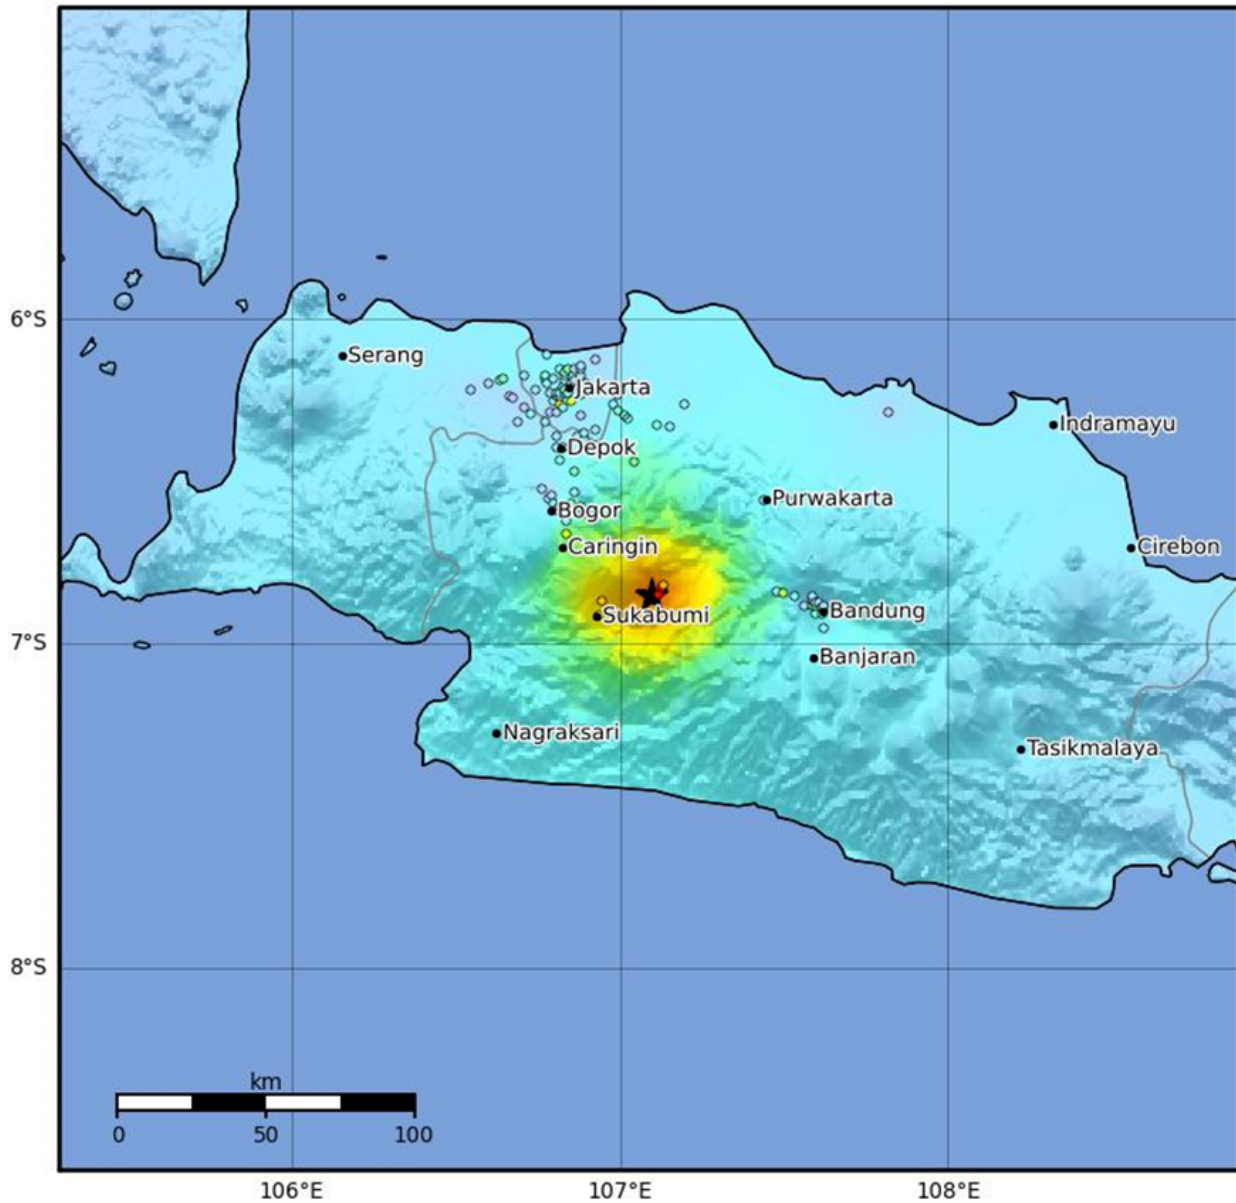 6°S
Serang
Jakarta
Indramayu
Depok
Purwakarta
Bogor
Caringin
Cirebon
Sukabumi
Bandung
7°S
Banjaran
Nagraksari
Tasikmalaya
8°S
km
0 50 100
106°E 107°E 108°E